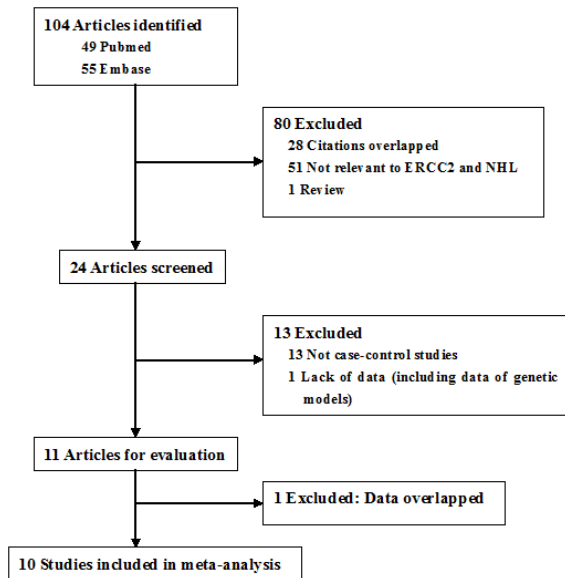 104 Articles identified
49 Pubmed
55 Embase
80 Excluded
28 Citations overlapped
51 Not relevant to ERCC2 and NHL
1 Review
24 Articles screened
13 Excluded
13 Not case-control studies
1 Lack of data (including data of genetic
models)
11 Articles for evaluation
1 Excluded: Data overlapped
10 Studies included in meta-analysis